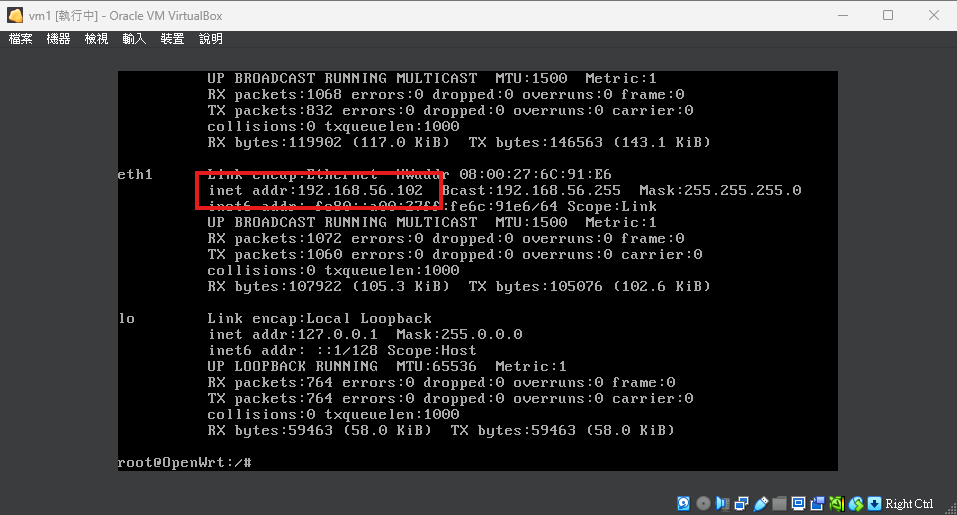 vm1 [執行中] - Oracle VM VirtualBox
檔案 機器 檢視 輸入 裝置 說明
UP BROADCAST RUNNING MULTICAST  MTU:1500  Metric:1
RX packets:1068 errors:0 dropped:0 overruns:0 frame:0
TX packets:832 errors:0 dropped:0 overruns:0 carrier:0
collisions:0 txqueuelen:1000
RX bytes:119902 (117.0 KiB)  TX bytes:146563 (143.1 KiB)
eth1      Link encap:Ethernet  HWaddr 08:00:27:6C:91:E6
inet addr:192.168.56.102  Bcast:192.168.56.255  Mask:255.255.255.0
inet6 addr: fe80::a00:27ff:fe6c:91e6/64 Scope:Link
UP BROADCAST RUNNING MULTICAST  MTU:1500  Metric:1
RX packets:1072 errors:0 dropped:0 overruns:0 frame:0
TX packets:1060 errors:0 dropped:0 overruns:0 carrier:0
collisions:0 txqueuelen:1000
RX bytes:107922 (105.3 KiB)  TX bytes:105076 (102.6 KiB)
lo        Link encap:Local Loopback
inet addr:127.0.0.1  Mask:255.0.0.0
inet6 addr: ::1/128 Scope:Host
UP LOOPBACK RUNNING  MTU:65536  Metric:1
RX packets:764 errors:0 dropped:0 overruns:0 frame:0
TX packets:764 errors:0 dropped:0 overruns:0 carrier:0
collisions:0 txqueuelen:1000
RX bytes:59463 (58.0 KiB)  TX bytes:59463 (58.0 KiB)
root@OpenWrt:/#
Right Ctrl